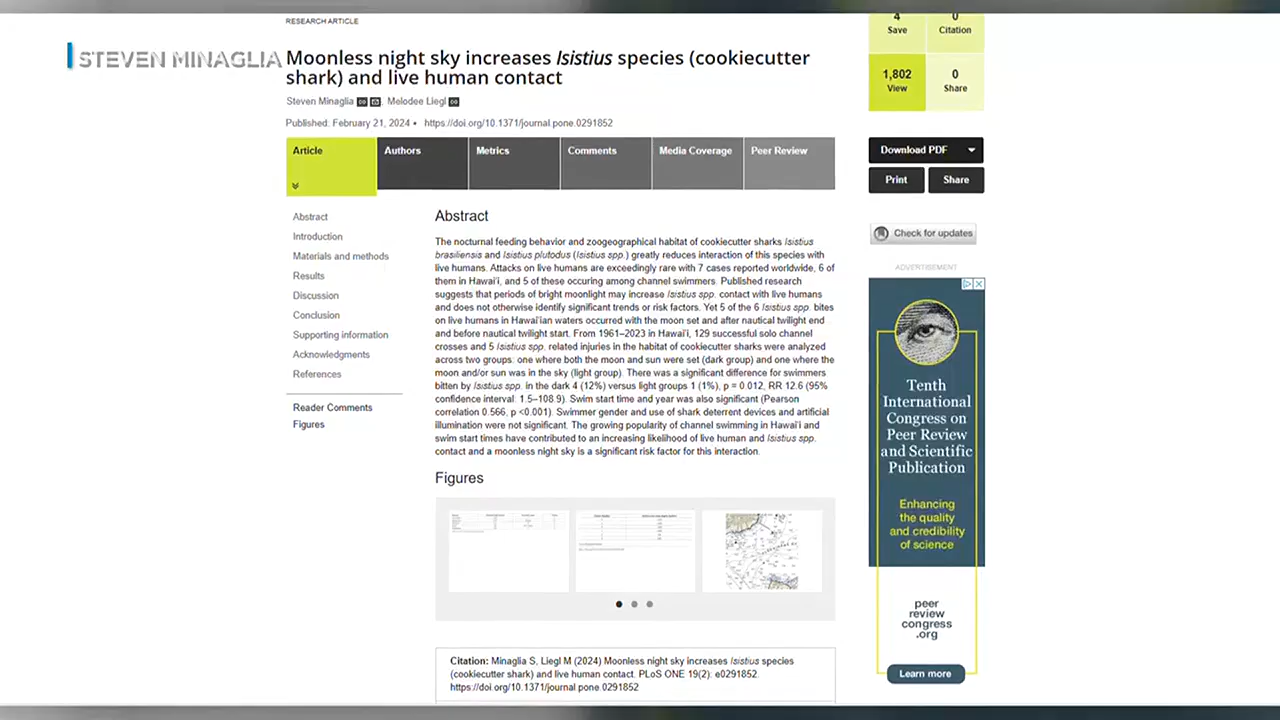 RESEARCH ARTICLE
STEVEN MINAGLIA
Moonless night sky increases Isistius species (cookiecutter
shark) and live human contact
Steven Minaglia , Melodee Liegl
Published: February 21, 2024 • https://doi.org/10.1371/journal.pone.0291852
4
Save
0
Citation
1,802
View
0
Share
Article
Authors
Metrics
Comments
Media Coverage
Peer Review
Download PDF
Print
Share
Check for updates
Abstract
Introduction
Materials and methods
Results
Discussion
Conclusion
Supporting information
Acknowledgments
References
Reader Comments
Figures
Abstract
The nocturnal feeding behavior and zoogeographical habitat of cookiecutter sharks Isistius
brasiliensis and Isistius plutodus (Isistius spp.) greatly reduces interaction of this species with
live humans. Attacks on live humans are exceedingly rare with 7 cases reported worldwide, 6 of
them in Hawai'i, and 5 of these occuring among channel swimmers. Published research
suggests that periods of bright moonlight may increase Isistius spp. contact with live humans
and does not otherwise identify significant trends or risk factors. Yet 5 of the 6 Isistius spp. bites
on live humans in Hawai'ian waters occurred with the moon set and after nautical twilight end
and before nautical twilight start. From 1961–2023 in Hawai'i, 129 successful solo channel
crosses and 5 Isistius spp. related injuries in the habitat of cookiecutter sharks were analyzed
across two groups: one where both the moon and sun were set (dark group) and one where the
moon and/or sun was in the sky (light group). There was a significant difference for swimmers
bitten by Isistius spp. in the dark 4 (12%) versus light groups 1 (1%), p = 0.012, RR 12.6 (95%
confidence interval: 1.5–108.9). Swim start time and year was also significant (Pearson
correlation 0.566, p <0.001). Swimmer gender and use of shark deterrent devices and artificial
illumination were not significant. The growing popularity of channel swimming in Hawai'i and
swim start times have contributed to an increasing likelihood of live human and Isistius spp.
contact and a moonless night sky is a significant risk factor for this interaction.
Figures
Citation: Minaglia S, Liegl M (2024) Moonless night sky increases Isistius species
(cookiecutter shark) and live human contact. PLoS ONE 19(2): e0291852.
https://doi.org/10.1371/journal.pone.0291852
ADVERTISEMENT
Tenth
International
Congress on
Peer Review
and Scientific
Publication
Enhancing
the quality
and credibility
of science
peer
review
congress
.org
Learn more